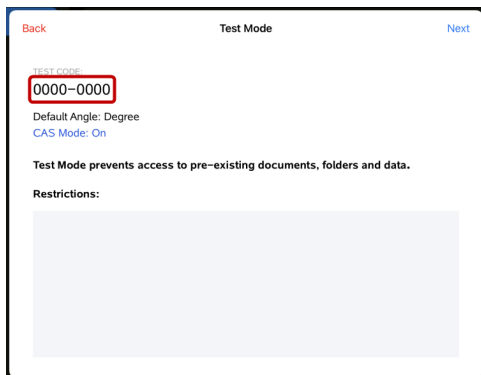 Back Test Mode Next
TEST CODE:
0000-0000
Default Angle: Degree
CAS Mode: On
Test Mode prevents access to pre-existing documents, folders and data.
Restrictions: